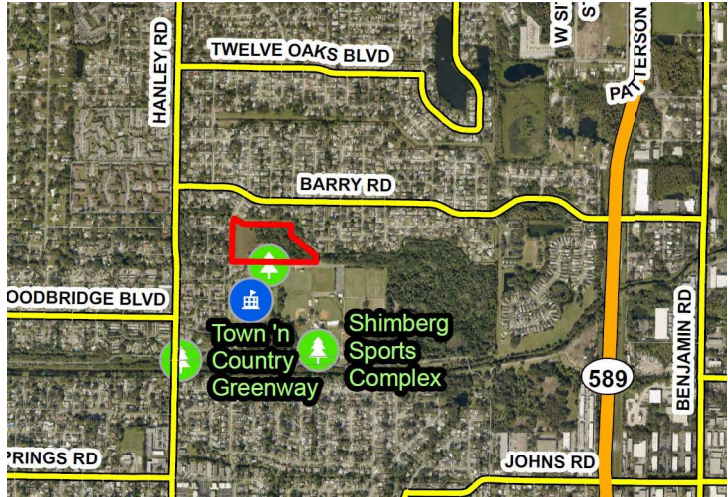 HANLEY RD
TWELVE OAKS BLVD
W SI
S
PATTERSON
BARRY RD
OODBRIDGE BLVD
Town 'n
Country
Greenway
Shimberg
Sports
Complex
589
BENJAMIN RD
PRINGS RD
JOHNS RD